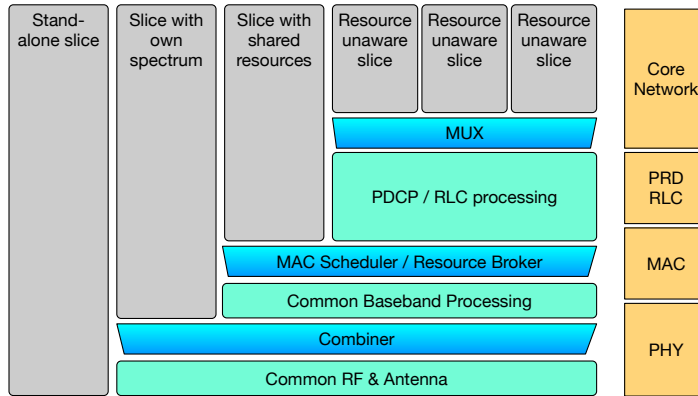 Stand-
alone slice
Slice with
own
spectrum
Slice with
shared
resources
Resource
unaware
slice
Resource
unaware
slice
Resource
unaware
slice
Core
Network
MUX
PDCP / RLC processing
PRD
RLC
MAC Scheduler / Resource Broker
MAC
Common Baseband Processing
Combiner
PHY
Common RF & Antenna